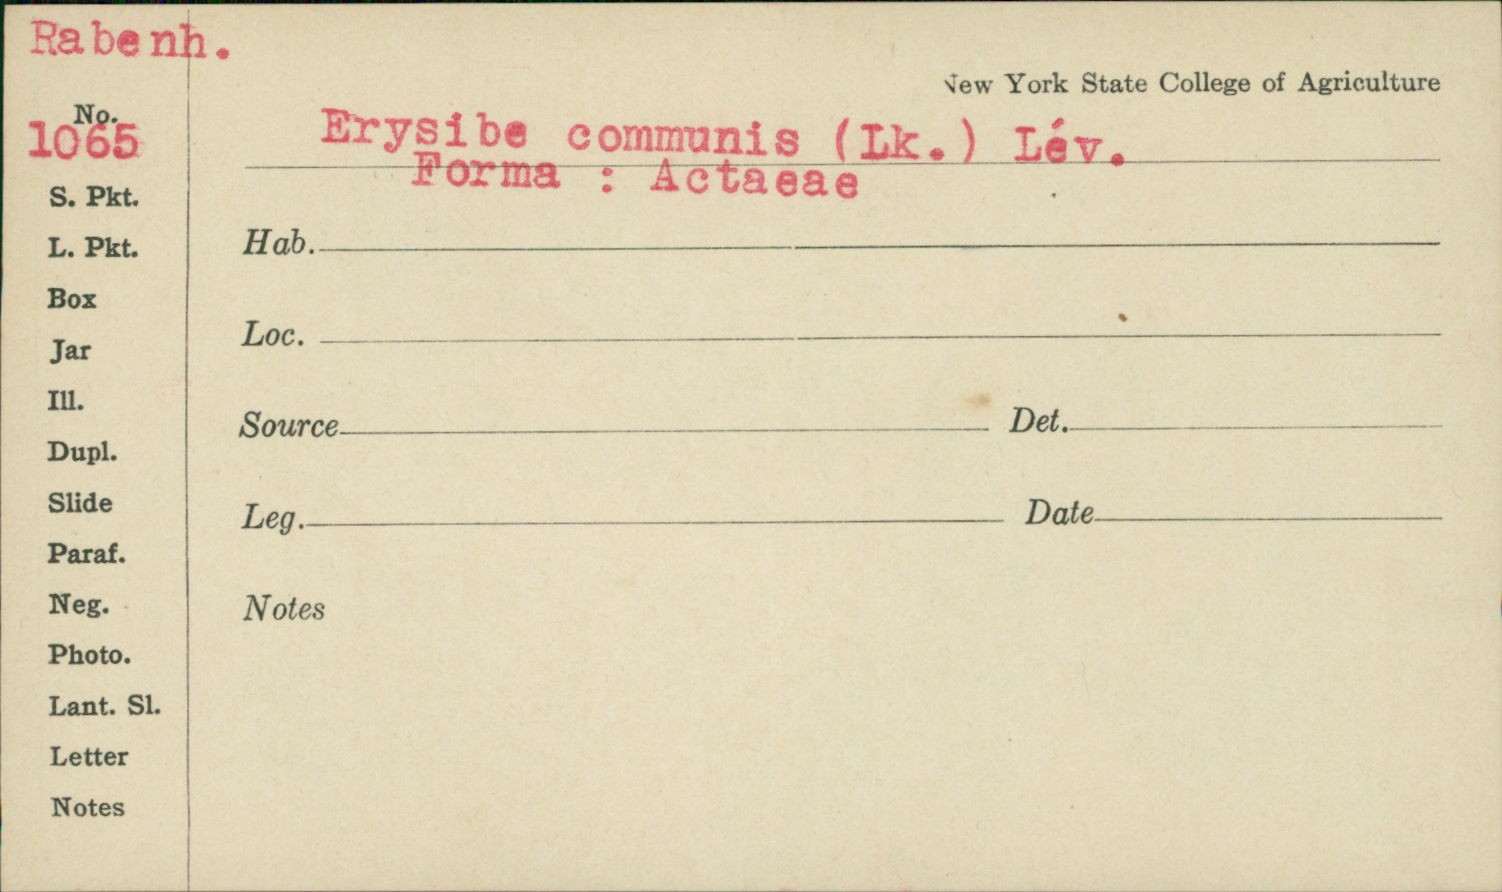 Rabenh.
New York State College of Agriculture
No.
1065
Erysibe communis (Lk.) Lév.
Forma : Actaeae
S. Pkt.
L. Pkt.
Box
Jar
Ill.
Dupl.
Slide
Paraf.
Neg.
Photo.
Lant. Sl.
Letter
Notes
Hab.
Loc.
Source Det.
Leg. Date
Notes